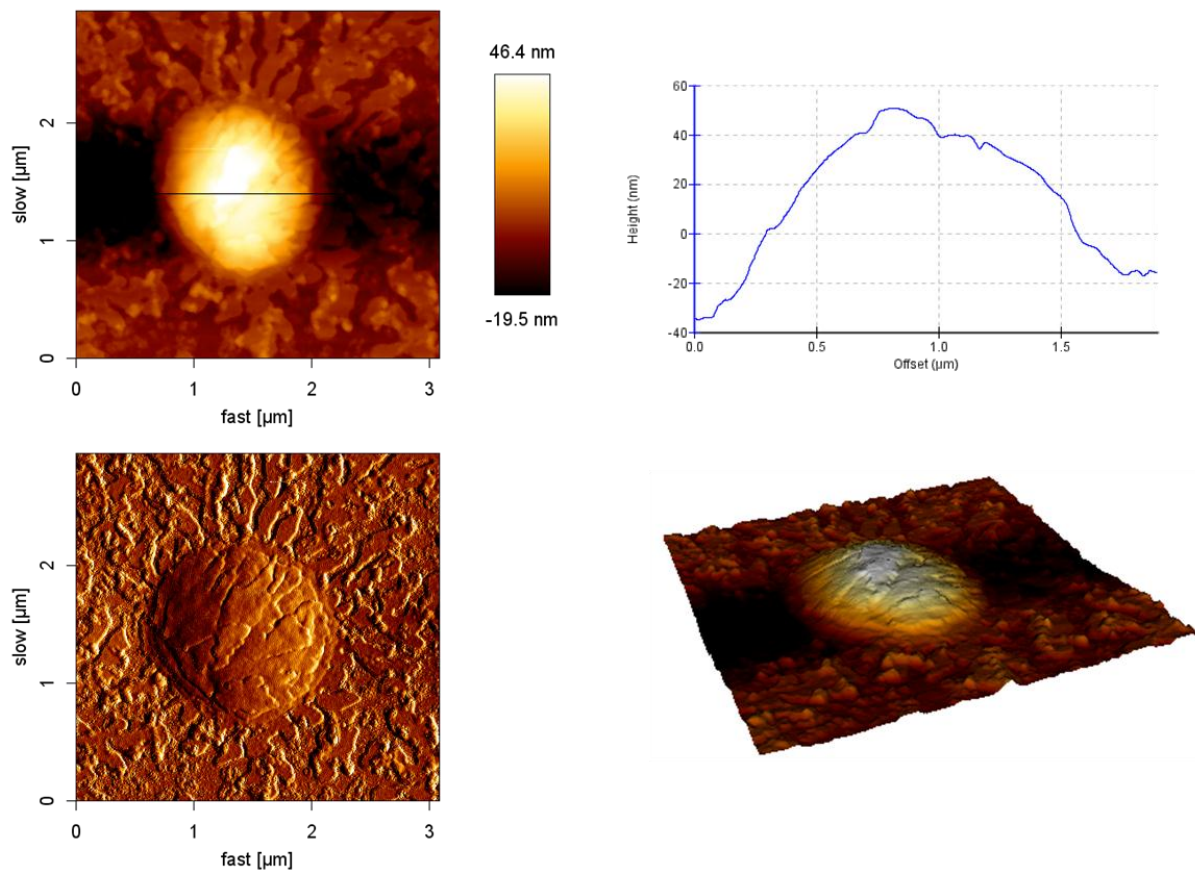 46.4 nm
-19.5 nm
slow [µm]
2
1
0
0 1 2 3
fast [µm]
Height (nm)
60
40
20
0
-20
-40
0.0 0.5 1.0 1.5
Offset (µm)
slow [µm]
2
1
0
0 1 2 3
fast [µm]